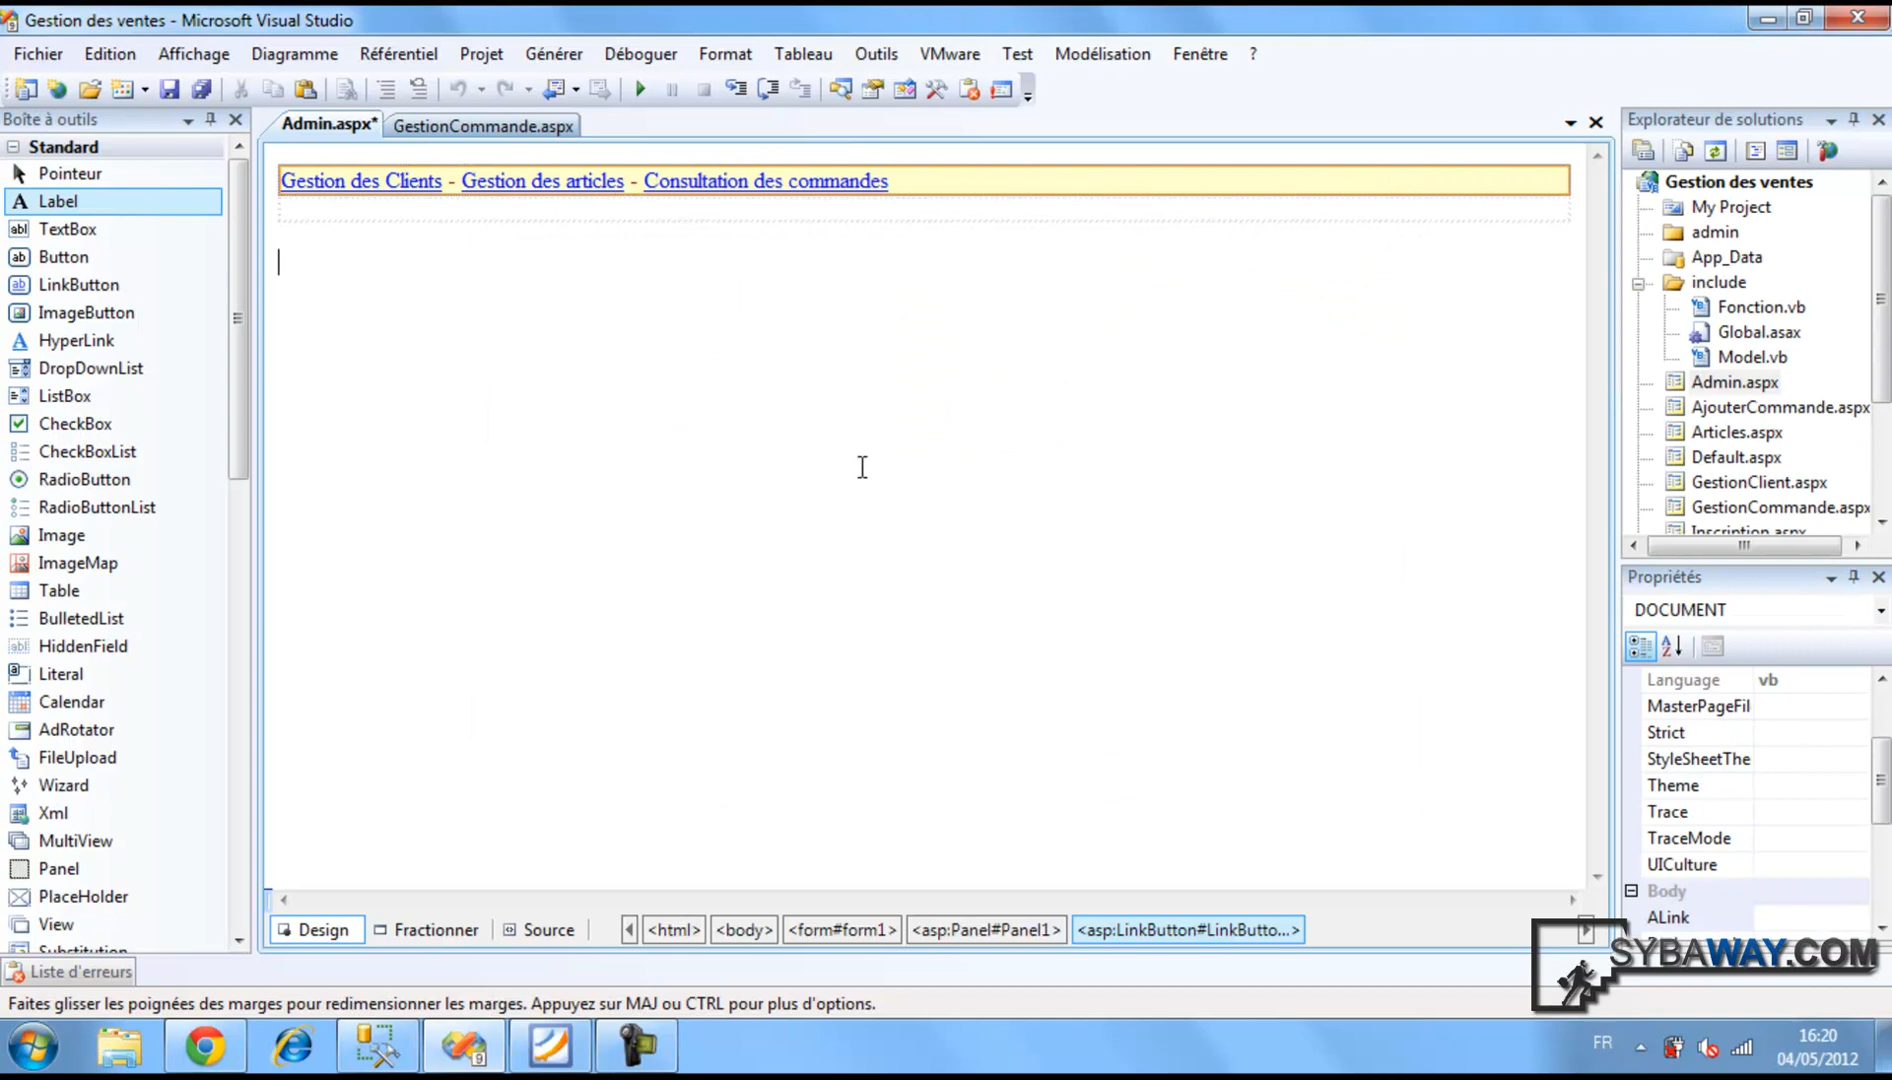 Gestion des ventes - Microsoft Visual Studio
Fichier Edition Affichage Diagramme Référentiel Projet Générer Déboguer Format Tableau Outils VMware Test Modélisation Fenêtre ?
Boîte à outils
Standard
Pointeur
Label
TextBox
Button
LinkButton
ImageButton
HyperLink
DropDownList
ListBox
CheckBox
CheckBoxList
RadioButton
RadioButtonList
Image
ImageMap
Table
BulletedList
HiddenField
Literal
Calendar
AdRotator
FileUpload
Wizard
Xml
MultiView
Panel
PlaceHolder
View
Substitution
Admin.aspx* GestionCommande.aspx
Gestion des Clients - Gestion des articles - Consultation des commandes
Design Fractionner Source <html> <body> <form#form1> <asp:Panel#Panel1> <asp:LinkButton#LinkButto...>
Explorateur de solutions
Gestion des ventes
My Project
admin
App_Data
include
Fonction.vb
Global.asax
Model.vb
Admin.aspx
AjouterCommande.aspx
Articles.aspx
Default.aspx
GestionClient.aspx
GestionCommande.aspx
Inscription.aspx
Propriétés
DOCUMENT
Language vb
MasterPageFil
Strict
StyleSheetThe
Theme
Trace
TraceMode
UICulture
Body
ALink
SYBAWAY.COM
Liste d'erreurs
Faites glisser les poignées des marges pour redimensionner les marges. Appuyez sur MAJ ou CTRL pour plus d'options.
FR
16:20
04/05/2012